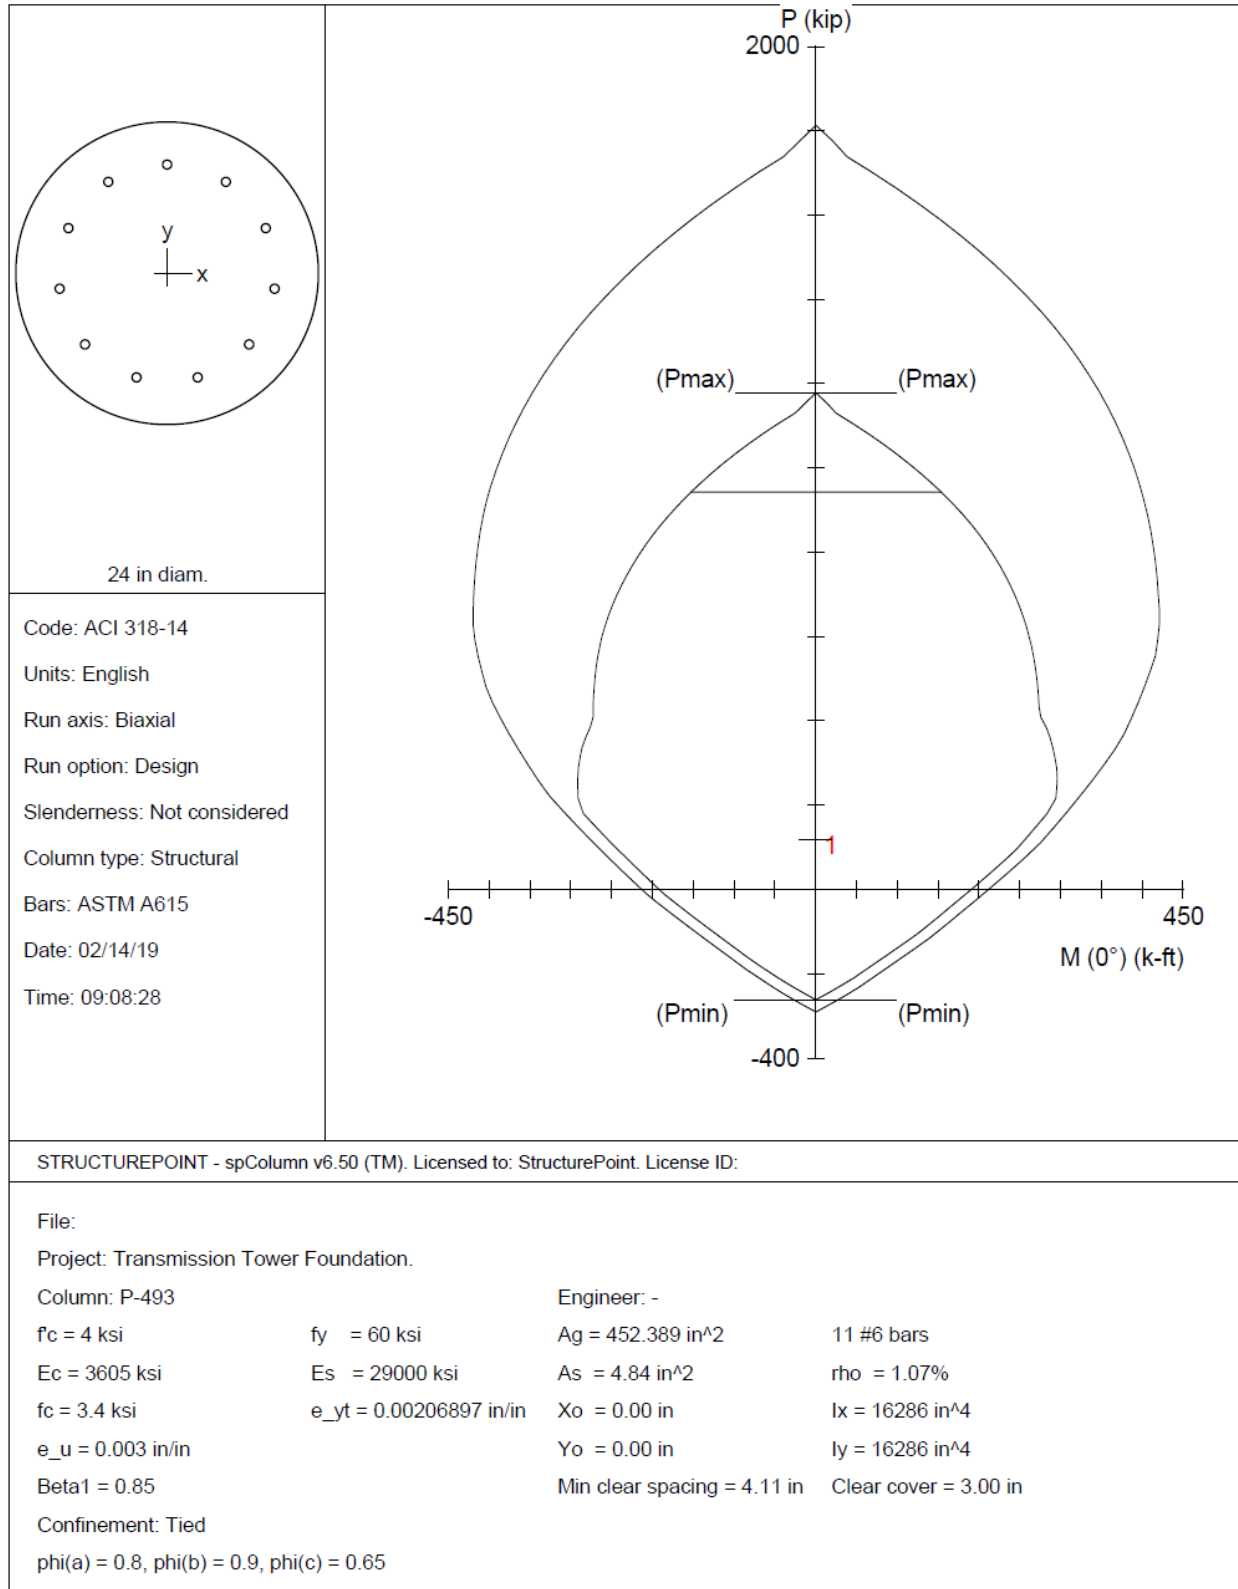 P (kip)
2000
y
x
(Pmax)
(Pmax)
24 in diam.
Code: ACI 318-14
Units: English
Run axis: Biaxial
Run option: Design
Slenderness: Not considered
Column type: Structural
Bars: ASTM A615
Date: 02/14/19
Time: 09:08:28
1
-450
450
M (0°) (k-ft)
(Pmin)
(Pmin)
-400
STRUCTUREPOINT - spColumn v6.50 (TM). Licensed to: StructurePoint. License ID:
File:
Project: Transmission Tower Foundation.
Column: P-493 Engineer: -
f'c = 4 ksi fy = 60 ksi Ag = 452.389 in^2 11 #6 bars
Ec = 3605 ksi Es = 29000 ksi As = 4.84 in^2 rho = 1.07%
fc = 3.4 ksi e_yt = 0.00206897 in/in Xo = 0.00 in Ix = 16286 in^4
e_u = 0.003 in/in Yo = 0.00 in Iy = 16286 in^4
Beta1 = 0.85 Min clear spacing = 4.11 in Clear cover = 3.00 in
Confinement: Tied
phi(a) = 0.8, phi(b) = 0.9, phi(c) = 0.65